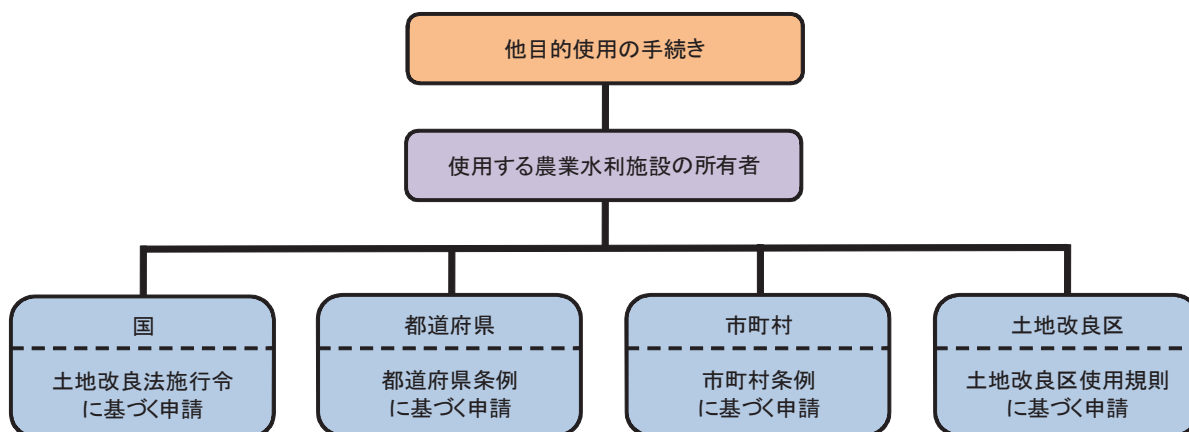 他目的使用の手続き
使用する農業水利施設の所有者
国
土地改良法施行令
に基づく申請
都道府県
都道府県条例
に基づく申請
市町村
市町村条例
に基づく申請
土地改良区
土地改良区使用規則
に基づく申請